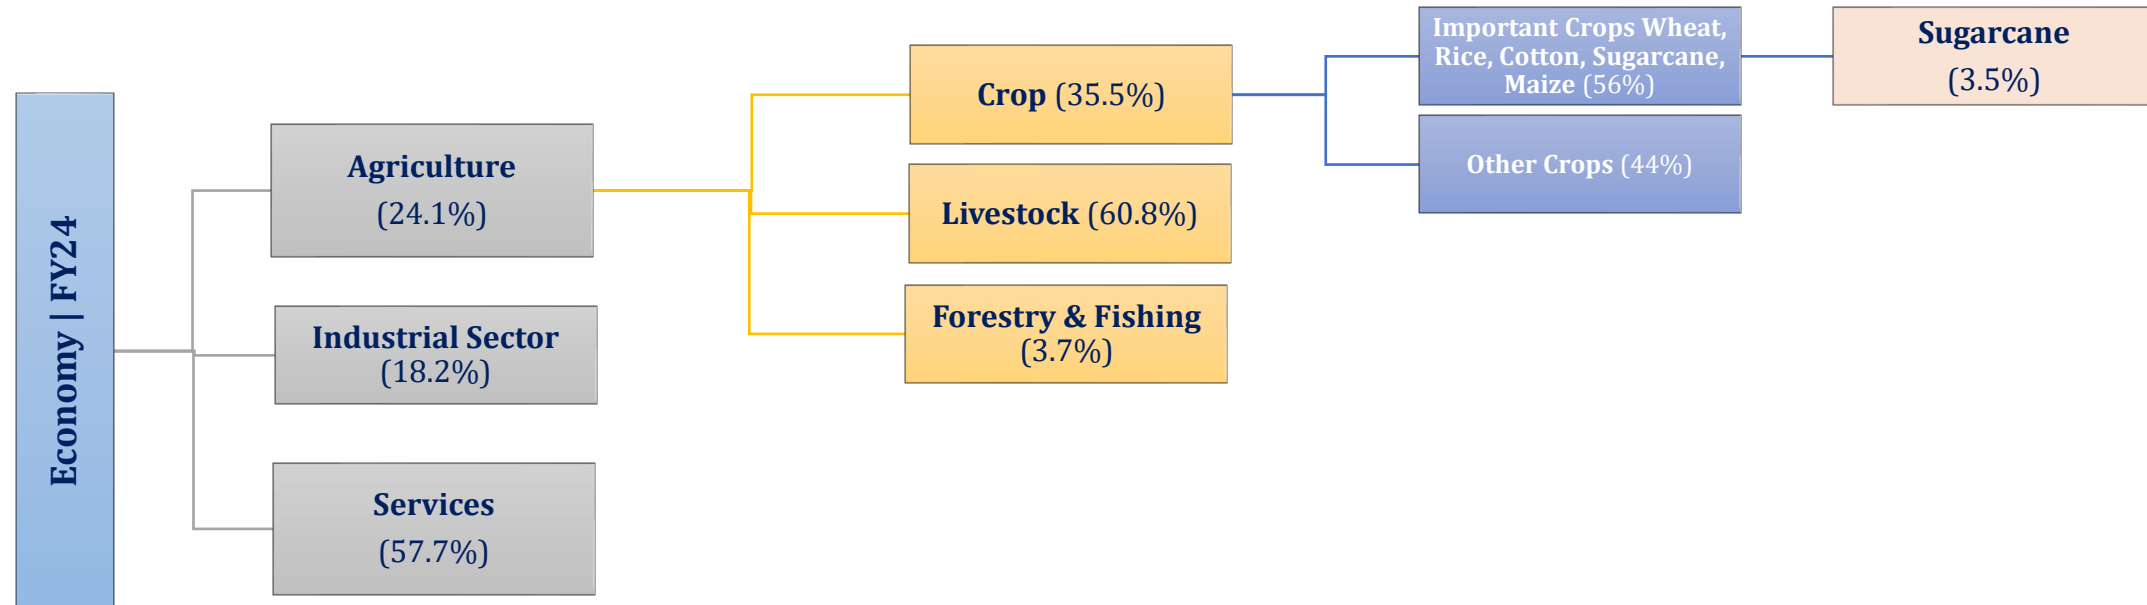 Economy || FY24
Agriculture
(24.1%)
Industrial Sector
(18.2%)
Services
(57.7%)
Crop (35.5%)
Livestock (60.8%)
Forestry & Fishing
(3.7%)
Important Crops Wheat,
Rice, Cotton, Sugarcane,
Maize (56%)
Other Crops (44%)
Sugarcane
(3.5%)